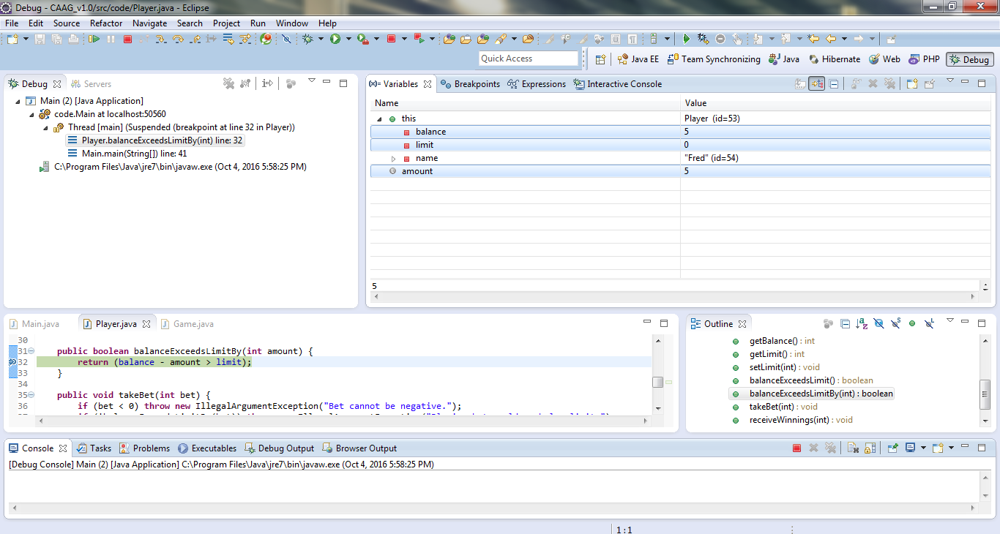 Debug - CAAG_v1.0/src/code/Player.java - Eclipse
File Edit Source Refactor Navigate Search Project Run Window Help
Quick Access
Java EE Team Synchronizing Java Hibernate Web PHP Debug
Debug Servers
Main (2) [Java Application]
code.Main at localhost:50560
Thread [main] (Suspended (breakpoint at line 32 in Player))
Player.balanceExceedsLimitBy(int) line: 32
Main.main(String[]) line: 41
C:\Program Files\Java\jre7\bin\javaw.exe (Oct 4, 2016 5:58:25 PM)
(x)= Variables Breakpoints Expressions Interactive Console
Name Value
this Player (id=53)
balance 5
limit 0
name "Fred" (id=54)
amount 5
5
Main.java Player.java Game.java
30
31 public boolean balanceExceedsLimitBy(int amount) {
32 return (balance - amount > limit);
33 }
34
35 public void takeBet(int bet) {
36 if (bet < 0) throw new IllegalArgumentException("Bet cannot be negative.");
Outline
getBalance() : int
getLimit() : int
setLimit(int) : void
balanceExceedsLimit() : boolean
balanceExceedsLimitBy(int) : boolean
takeBet(int) : void
receiveWinnings(int) : void
Console Tasks Problems Executables Debug Output Browser Output
[Debug Console] Main (2) [Java Application] C:\Program Files\Java\jre7\bin\javaw.exe (Oct 4, 2016 5:58:25 PM)
1:1